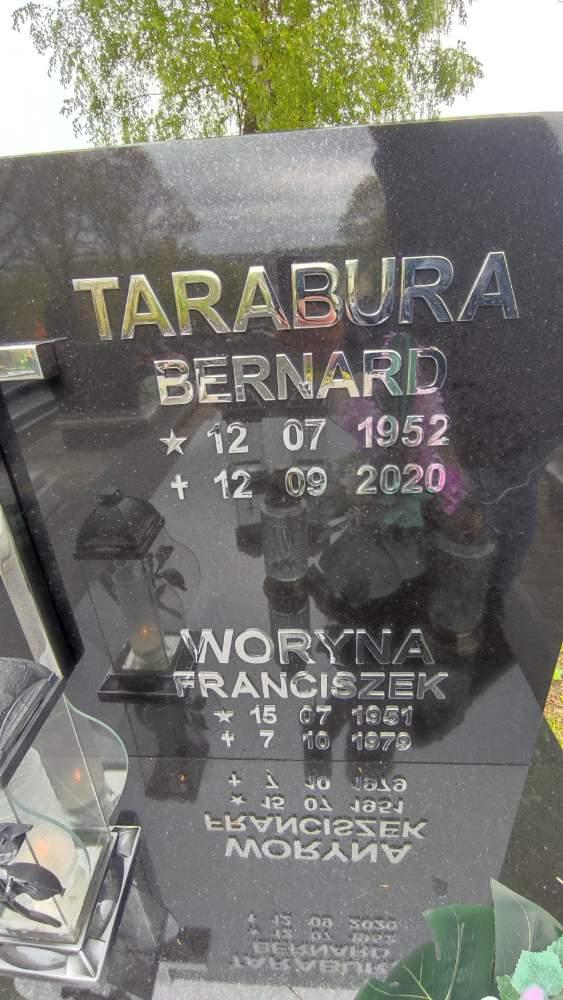 TARABURA
BERNARD
★ 12 07 1952
✝ 12 09 2020
WORYNA
FRANCISZEK
★ 15 07 1951
✝ 7 10 1979